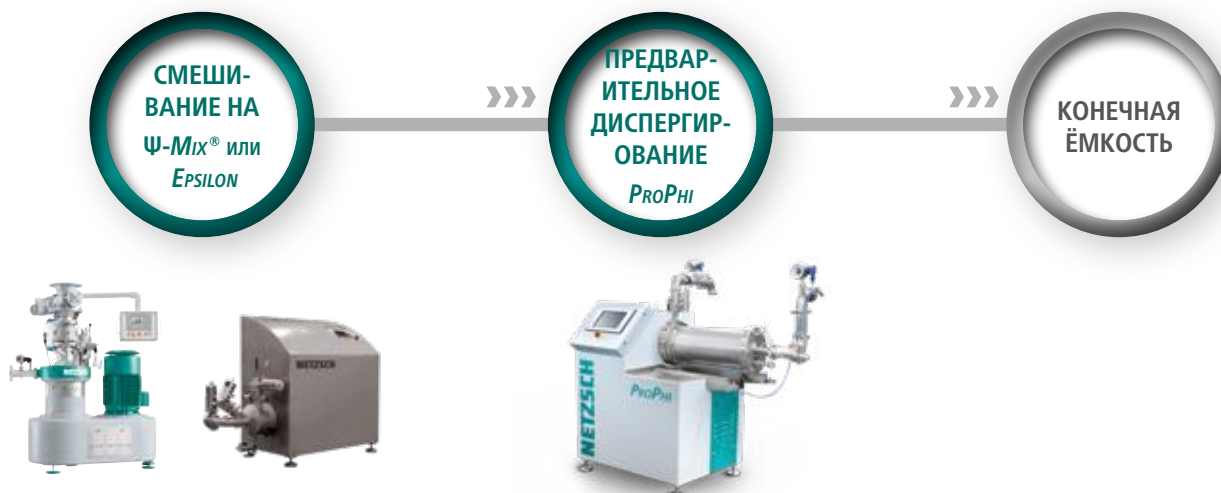 СМЕШИ-
ВАНИЕ НА
Ψ-MIX® ИЛИ
EPSILON
ПРЕДВАР-
ИТЕЛЬНОЕ
ДИСПЕРГИР-
ОВАНИЕ
PROPHI
КОНЕЧНАЯ
ЁМКОСТЬ
NETZSCH
NETZSCH
PROPHI